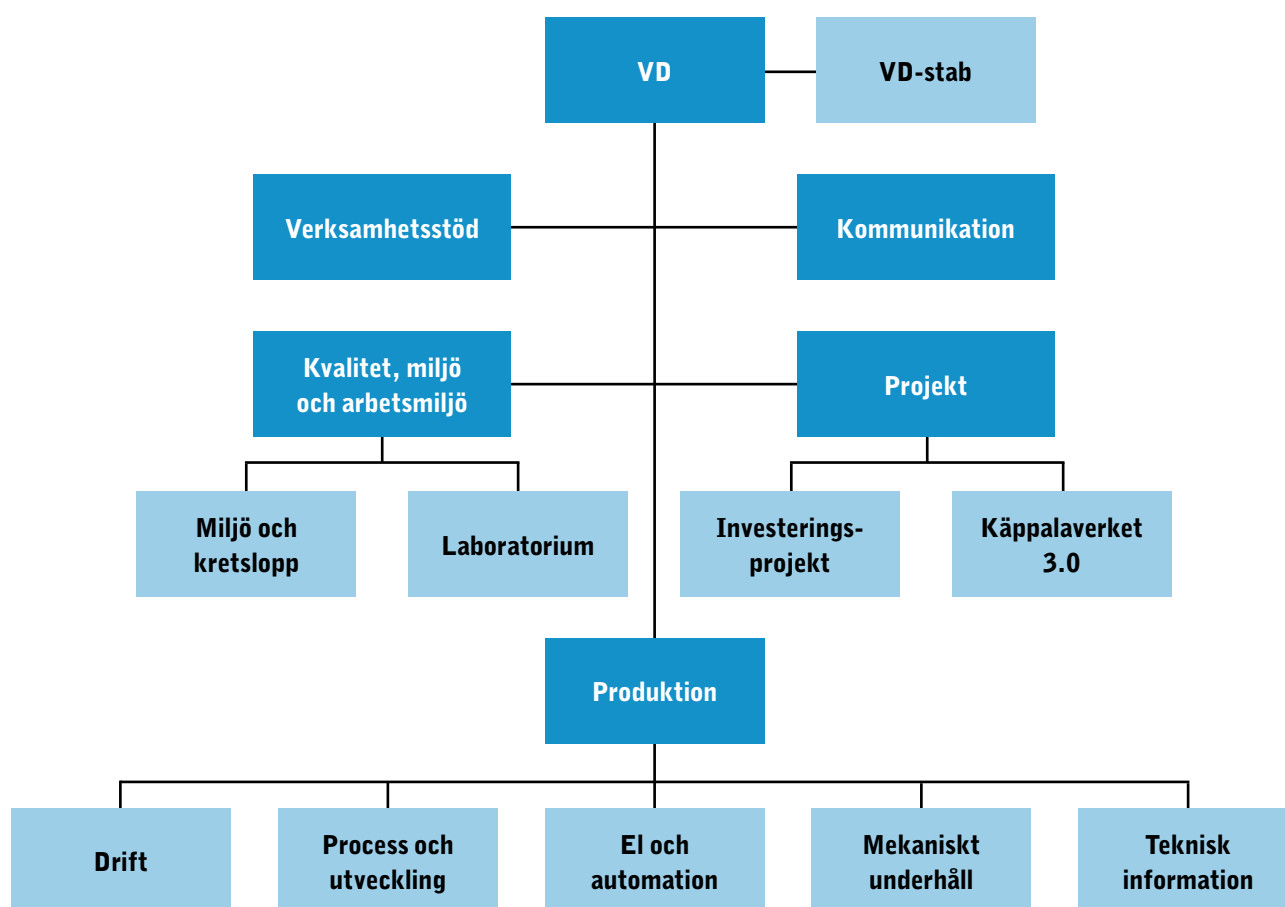 VD
VD-stab
Verksamhetsstöd
Kommunikation
Kvalitet, miljö
och arbetsmiljö
Projekt
Miljö och
kretslopp
Laboratorium
Investerings-
projekt
Käppalaverket
3.0
Produktion
Drift
Process och
utveckling
El och
automation
Mekaniskt
underhåll
Teknisk
information